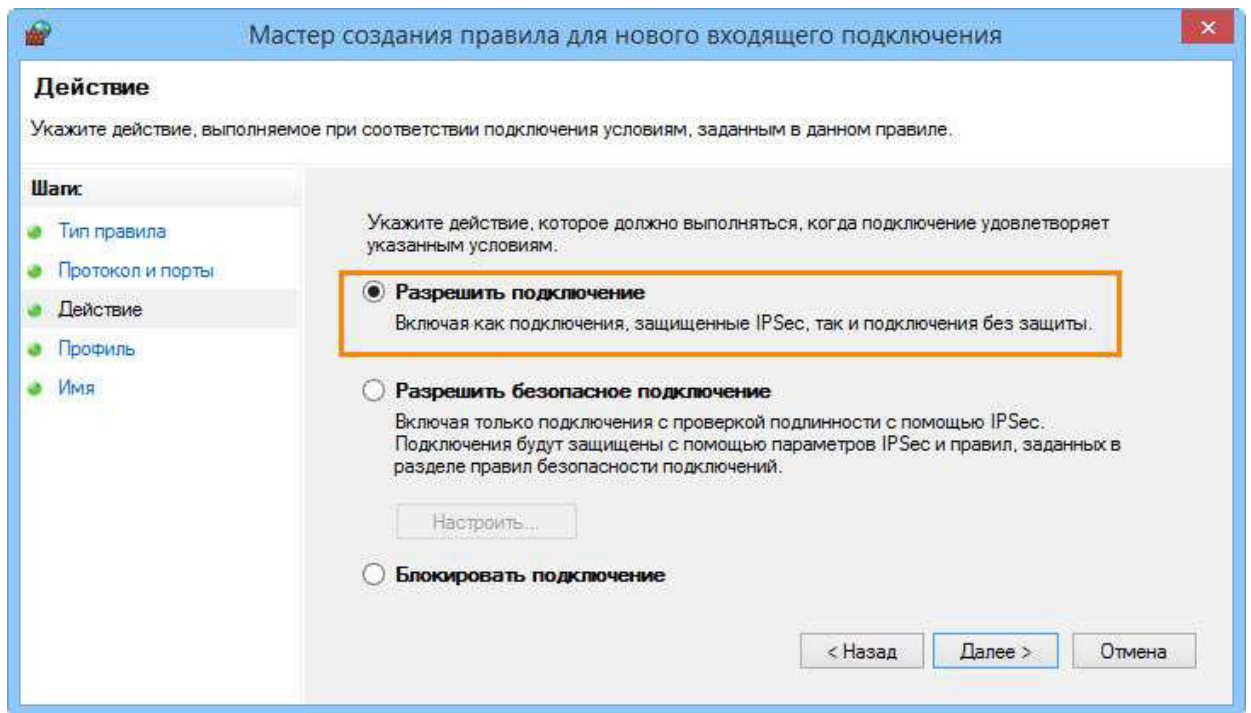 Мастер создания правила для нового входящего подключения
Действие
Укажите действие, выполняемое при соответствии подключения условиям, заданным в данном правиле.
Шаги:
Тип правила
Протокол и порты
Действие
Профиль
Имя
Укажите действие, которое должно выполняться, когда подключение удовлетворяет
указанным условиям.
Разрешить подключение
Включая как подключения, защищенные IPSec, так и подключения без защиты.
Разрешить безопасное подключение
Включая только подключения с проверкой подлинности с помощью IPSec.
Подключения будут защищены с помощью параметров IPSec и правил, заданных в
разделе правил безопасности подключений.
Настроить...
Блокировать подключение
< Назад
Далее >
Отмена